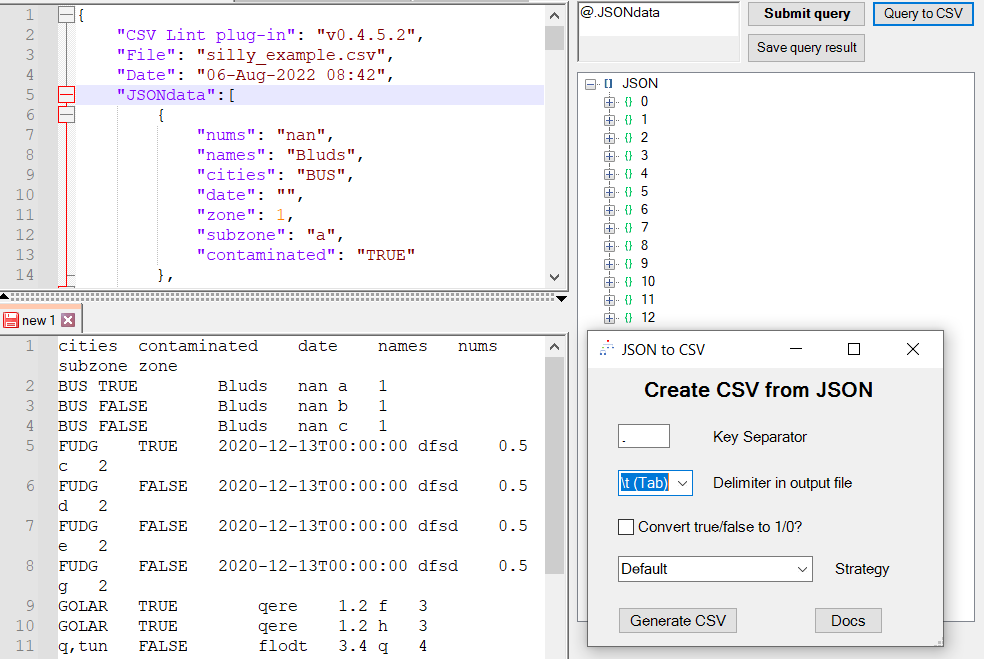 1 {
2 "CSV Lint plug-in": "v0.4.5.2",
3 "File": "silly_example.csv",
4 "Date": "06-Aug-2022 08:42",
5 "JSONdata":[
6 {
7 "nums": "nan",
8 "names": "Bluds",
9 "cities": "BUS",
10 "date": "",
11 "zone": 1,
12 "subzone": "a",
13 "contaminated": "TRUE"
14 },
new 1
1 cities contaminated date names nums
subzone zone
2 BUS TRUE Bluds nan a 1
3 BUS FALSE Bluds nan b 1
4 BUS FALSE Bluds nan c 1
5 FUDG TRUE 2020-12-13T00:00:00 dfsd 0.5
c 2
6 FUDG FALSE 2020-12-13T00:00:00 dfsd 0.5
d 2
7 FUDG FALSE 2020-12-13T00:00:00 dfsd 0.5
e 2
8 FUDG FALSE 2020-12-13T00:00:00 dfsd 0.5
g 2
9 GOLAR TRUE qere 1.2 f 3
10 GOLAR TRUE qere 1.2 h 3
11 q,tun FALSE flodt 3.4 q 4
@.JSONdata
Submit query
Query to CSV
Save query result
[] JSON
{} 0
{} 1
{} 2
{} 3
{} 4
{} 5
{} 6
{} 7
{} 8
{} 9
{} 10
{} 11
{} 12
JSON to CSV
Create CSV from JSON
. Key Separator
\t (Tab) Delimiter in output file
Convert true/false to 1/0?
Default Strategy
Generate CSV
Docs